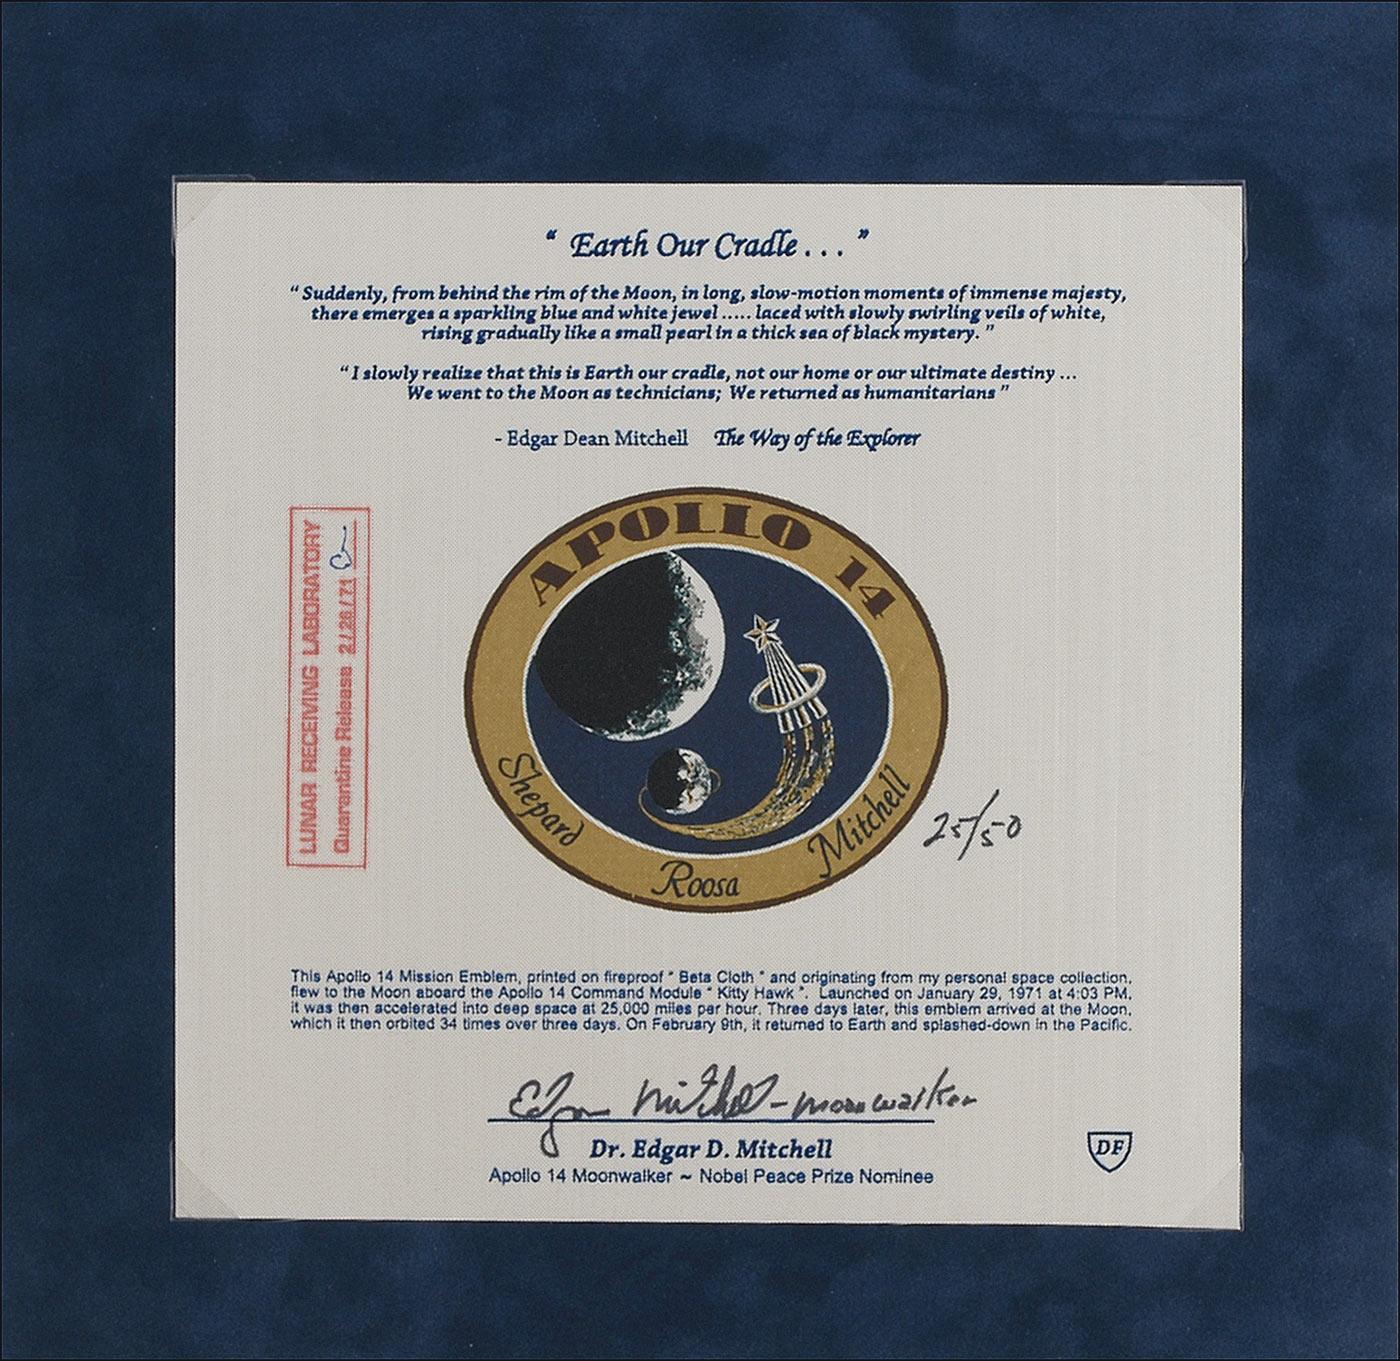 “ Earth Our Cradle . . . ”
“ Suddenly, from behind the rim of the Moon, in long, slow-motion moments of immense majesty,
there emerges a sparkling blue and white jewel ..... laced with slowly swirling veils of white,
rising gradually like a small pearl in a thick sea of black mystery. ”
“ I slowly realize that this is Earth our cradle, not our home or our ultimate destiny ...
We went to the Moon as technicians; We returned as humanitarians ”
- Edgar Dean Mitchell The Way of the Explorer
LUNAR RECEIVING LABORATORY
Quarantine Release 2/26/71
APOLLO 14
Shepard
Roosa
Mitchell
25/50
This Apollo 14 Mission Emblem, printed on fireproof " Beta Cloth " and originating from my personal space collection,
flew to the Moon aboard the Apollo 14 Command Module " Kitty Hawk ". Launched on January 29, 1971 at 4:03 PM,
it was then accelerated into deep space at 25,000 miles per hour. Three days later, this emblem arrived at the Moon,
which it then orbited 34 times over three days. On February 9th, it returned to Earth and splashed-down in the Pacific.
Edgar Mitchell - moonwalker
Dr. Edgar D. Mitchell
Apollo 14 Moonwalker ~ Nobel Peace Prize Nominee
DF